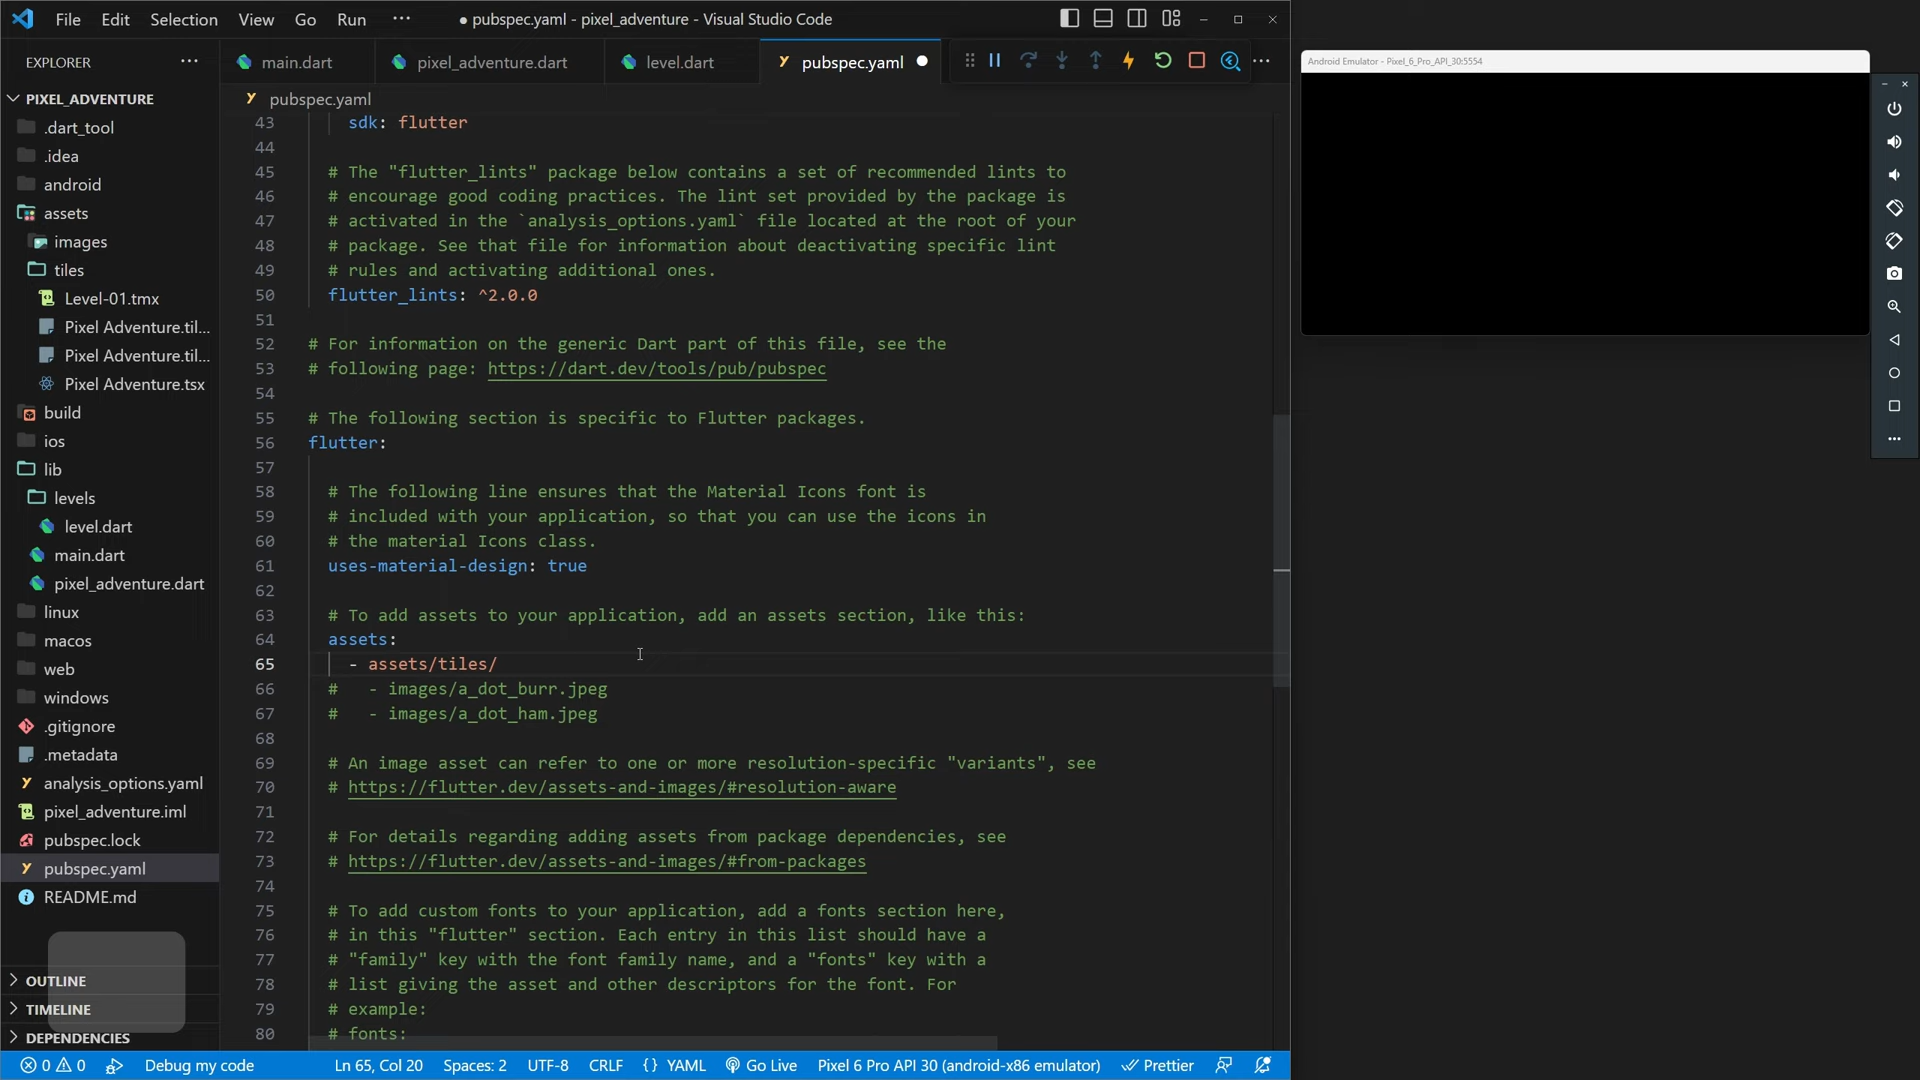 File Edit Selection View Go Run ··· ● pubspec.yaml - pixel_adventure - Visual Studio Code
EXPLORER ···
main.dart pixel_adventure.dart level.dart pubspec.yaml
PIXEL_ADVENTURE
pubspec.yaml
.dart_tool
.idea
android
assets
images
tiles
Level-01.tmx
Pixel Adventure.til...
Pixel Adventure.til...
Pixel Adventure.tsx
build
ios
lib
levels
level.dart
main.dart
pixel_adventure.dart
linux
macos
web
windows
.gitignore
.metadata
analysis_options.yaml
pixel_adventure.iml
pubspec.lock
pubspec.yaml
README.md
OUTLINE
TIMELINE
DEPENDENCIES
43 sdk: flutter
44
45 # The "flutter_lints" package below contains a set of recommended lints to
46 # encourage good coding practices. The lint set provided by the package is
47 # activated in the `analysis_options.yaml` file located at the root of your
48 # package. See that file for information about deactivating specific lint
49 # rules and activating additional ones.
50 flutter_lints: ^2.0.0
51
52 # For information on the generic Dart part of this file, see the
53 # following page: https://dart.dev/tools/pub/pubspec
54
55 # The following section is specific to Flutter packages.
56 flutter:
57
58 # The following line ensures that the Material Icons font is
59 # included with your application, so that you can use the icons in
60 # the material Icons class.
61 uses-material-design: true
62
63 # To add assets to your application, add an assets section, like this:
64 assets:
65 - assets/tiles/
66 # - images/a_dot_burr.jpeg
67 # - images/a_dot_ham.jpeg
68
69 # An image asset can refer to one or more resolution-specific "variants", see
70 # https://flutter.dev/assets-and-images/#resolution-aware
71
72 # For details regarding adding assets from package dependencies, see
73 # https://flutter.dev/assets-and-images/#from-packages
74
75 # To add custom fonts to your application, add a fonts section here,
76 # in this "flutter" section. Each entry in this list should have a
77 # "family" key with the font family name, and a "fonts" key with a
78 # list giving the asset and other descriptors for the font. For
79 # example:
80 # fonts:
0 0 Debug my code Ln 65, Col 20 Spaces: 2 UTF-8 CRLF {} YAML Go Live Pixel 6 Pro API 30 (android-x86 emulator) Prettier
Android Emulator - Pixel_6_Pro_API_30:5554